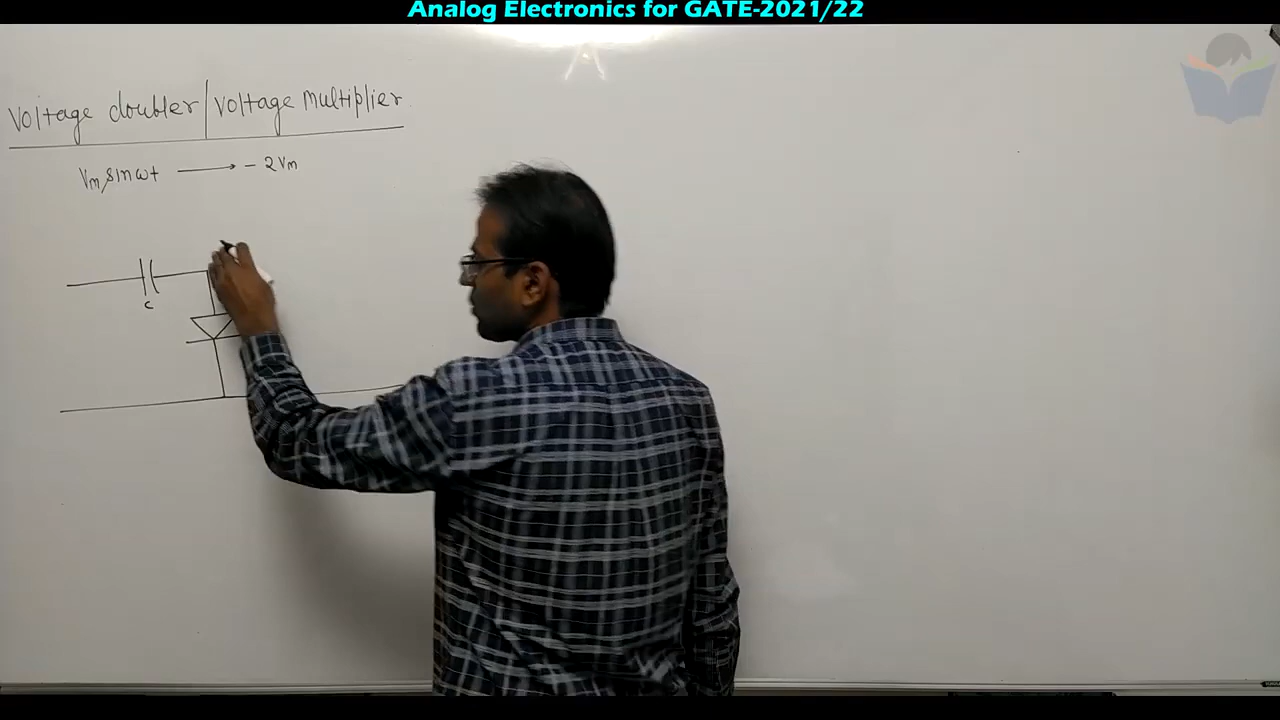 Analog Electronics for GATE-2021/22
Voltage doubler/voltage multiplier
Vm sinωt → - 2Vm
c